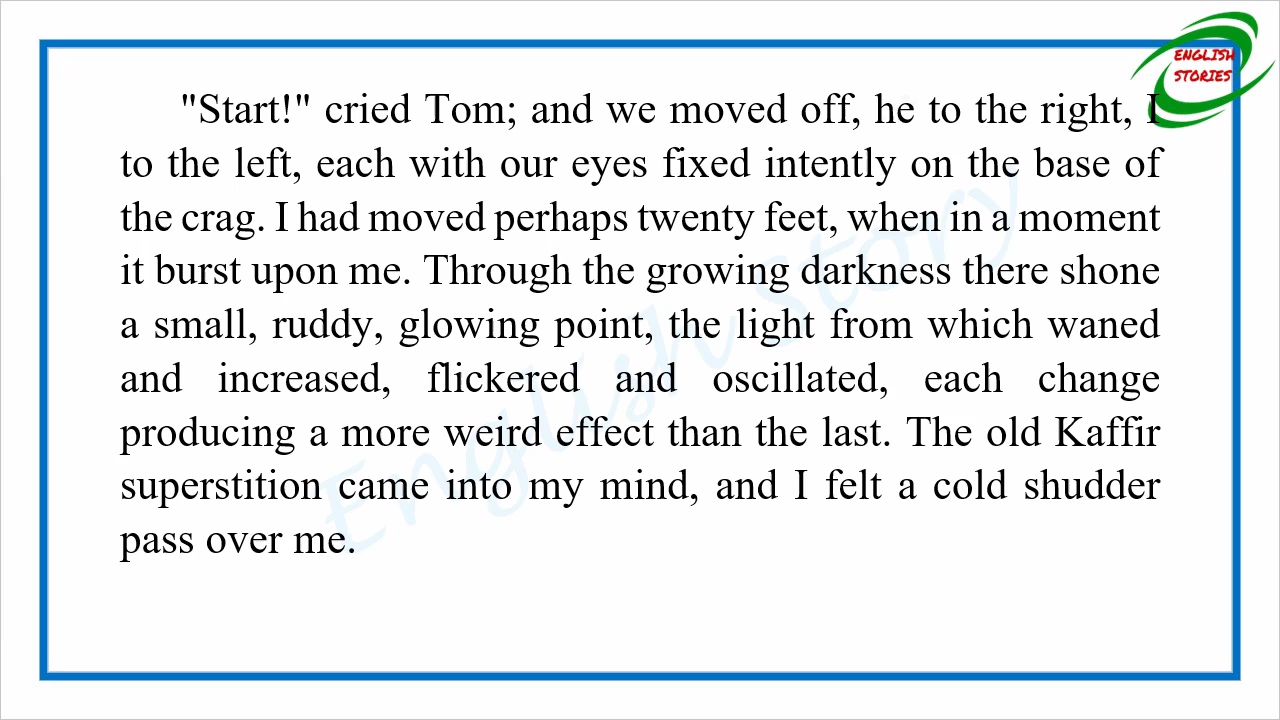 ENGLISH
STORIES
"Start!" cried Tom; and we moved off, he to the right, I
to the left, each with our eyes fixed intently on the base of
the crag. I had moved perhaps twenty feet, when in a moment
it burst upon me. Through the growing darkness there shone
a small, ruddy, glowing point, the light from which waned
and increased, flickered and oscillated, each change
producing a more weird effect than the last. The old Kaffir
superstition came into my mind, and I felt a cold shudder
pass over me.
English Story